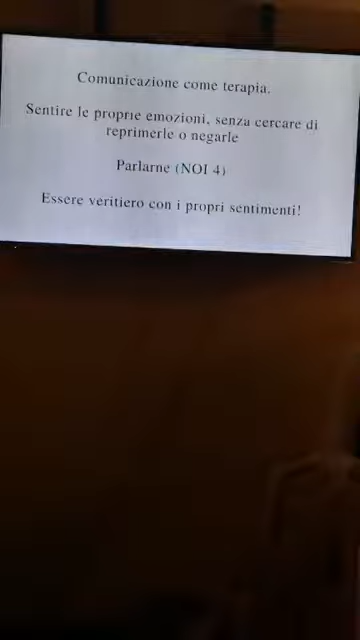 Comunicazione come terapia.
Sentire le proprie emozioni, senza cercare di
reprimerle o negarle
Parlarne (NOI 4)
Essere veritiero con i propri sentimenti!